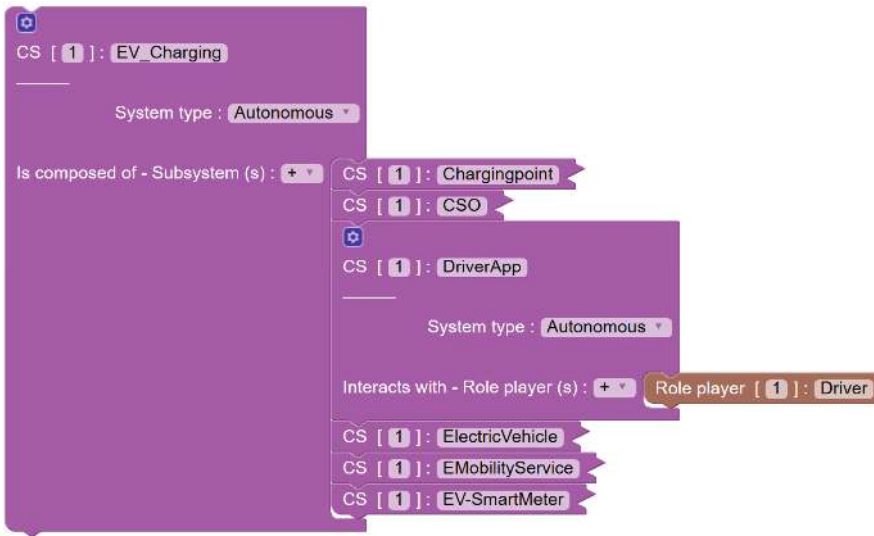 CS [ 1 ] : EV_Charging
System type : Autonomous
Is composed of - Subsystem (s) : + CS [ 1 ] : Chargingpoint
CS [ 1 ] : CSO
CS [ 1 ] : DriverApp
System type : Autonomous
Interacts with - Role player (s) : + Role player [ 1 ] : Driver
CS [ 1 ] : ElectricVehicle
CS [ 1 ] : EMobilityService
CS [ 1 ] : EV-SmartMeter